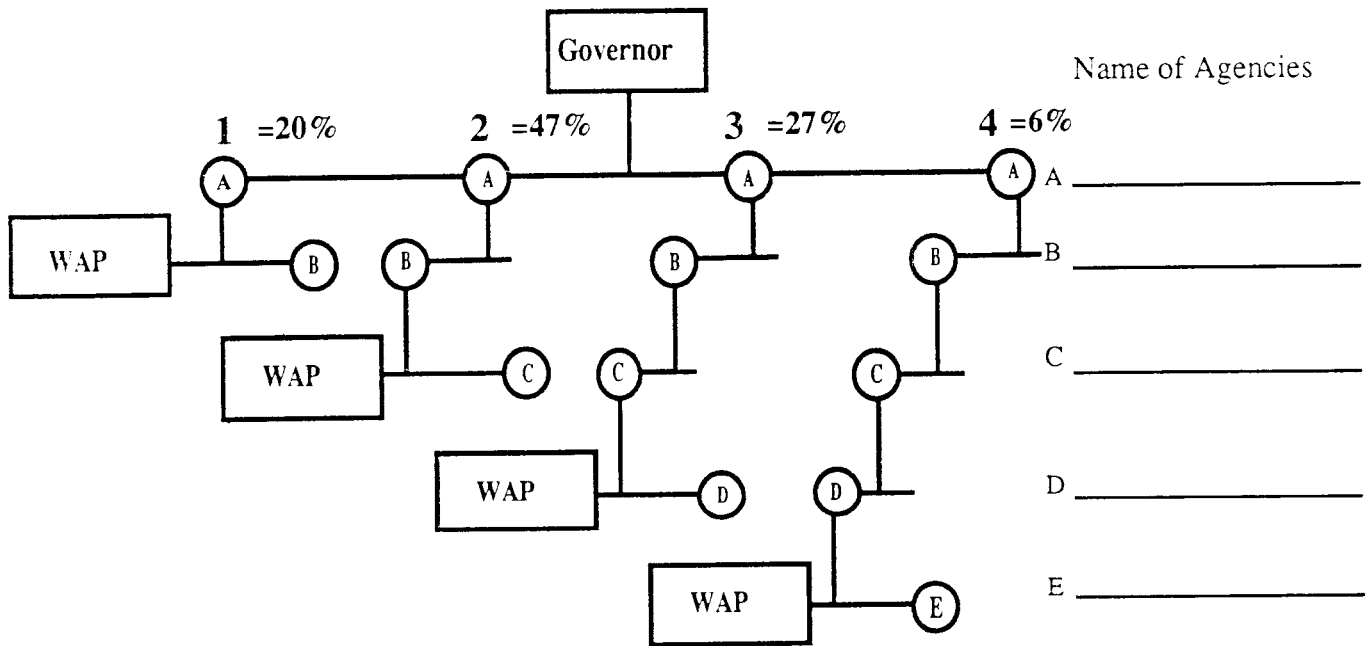 Governor
Name of Agencies
1 =20%
2 =47%
3 =27%
4 =6%
A
A
A
A
A
WAP
B
B
B
B
B
WAP
C
C
C
C
WAP
D
D
D
WAP
E
E